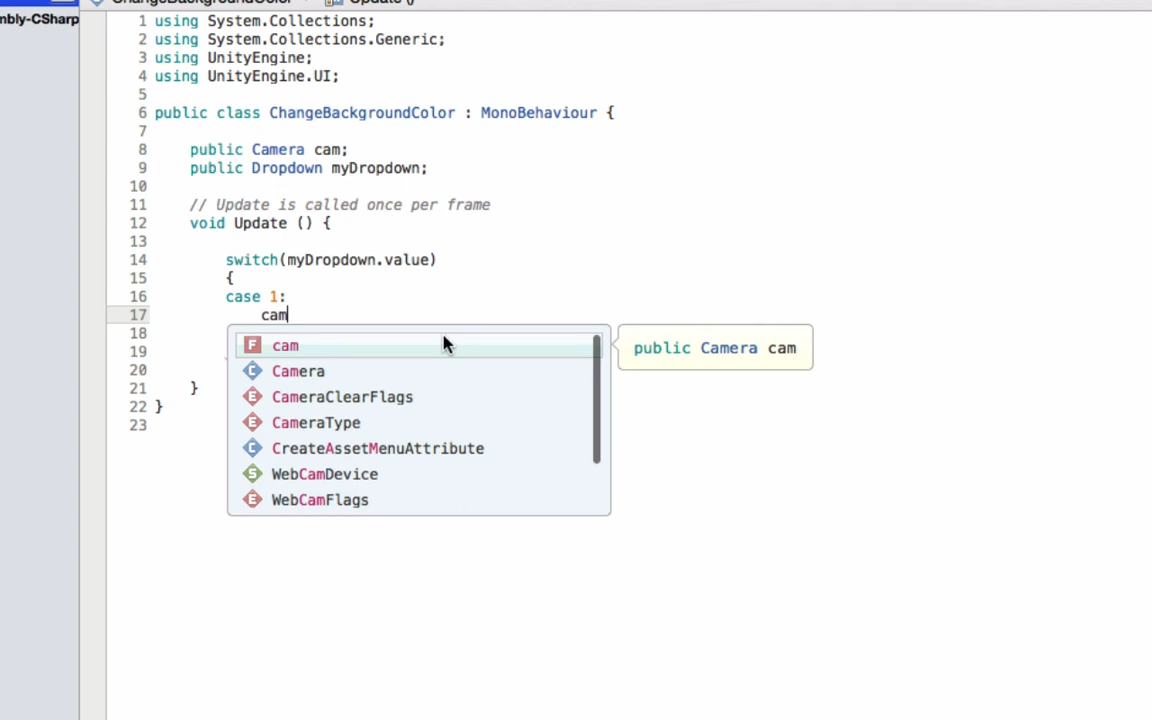 mbly-CSharp
1 using System.Collections;
2 using System.Collections.Generic;
3 using UnityEngine;
4 using UnityEngine.UI;
5
6 public class ChangeBackgroundColor : MonoBehaviour {
7
8 public Camera cam;
9 public Dropdown myDropdown;
10
11 // Update is called once per frame
12 void Update () {
13
14 switch(myDropdown.value)
15 {
16 case 1:
17 cam
18
19
20
21 }
22 }
23
F cam
public Camera cam
C Camera
E CameraClearFlags
E CameraType
C CreateAssetMenuAttribute
S WebCamDevice
E WebCamFlags